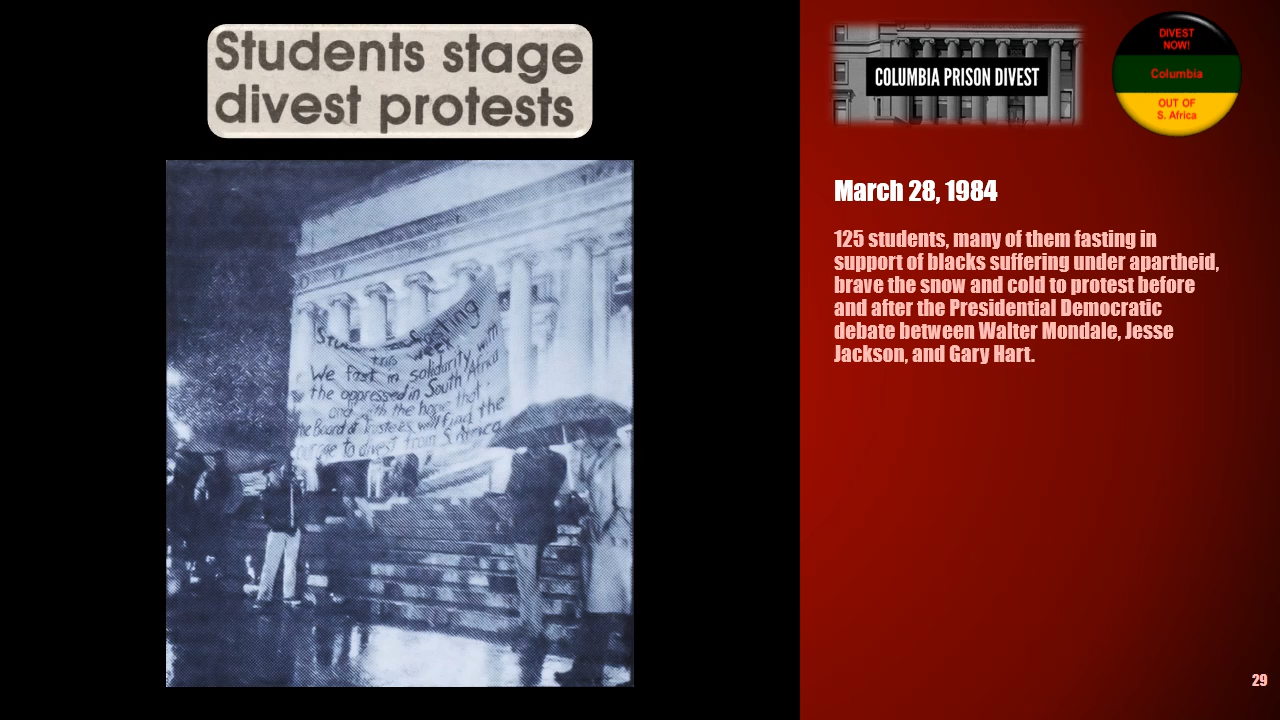 Students stage
divest protests
fasting
this week
We fast in solidarity with
the oppressed in South Africa
and with the hope that
the Board of Trustees will find the
to divest from S. Africa
COLUMBIA PRISON DIVEST
DIVEST
NOW!
Columbia
OUT OF
S. Africa
March 28, 1984
125 students, many of them fasting in
support of blacks suffering under apartheid,
brave the snow and cold to protest before
and after the Presidential Democratic
debate between Walter Mondale, Jesse
Jackson, and Gary Hart.
29